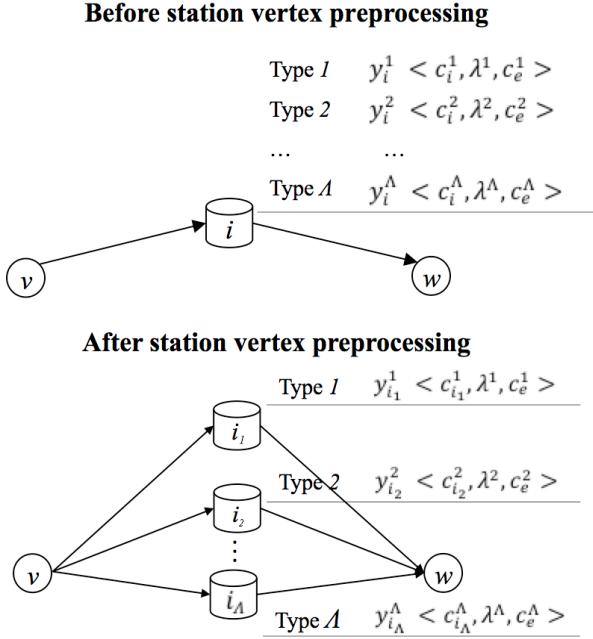 Before station vertex preprocessing
Type 1 y_i^1 < c_i^1, λ^1, c_e^1 >
Type 2 y_i^2 < c_i^2, λ^2, c_e^2 >
... ...
Type Λ y_i^Λ < c_i^Λ, λ^Λ, c_e^Λ >
i
v
w
After station vertex preprocessing
Type 1 y_{i_1}^1 < c_{i_1}^1, λ^1, c_e^1 >
i_1
Type 2 y_{i_2}^2 < c_{i_2}^2, λ^2, c_e^2 >
i_2
⋮
v
w
i_Λ
Type Λ y_{i_Λ}^Λ < c_{i_Λ}^Λ, λ^Λ, c_e^Λ >